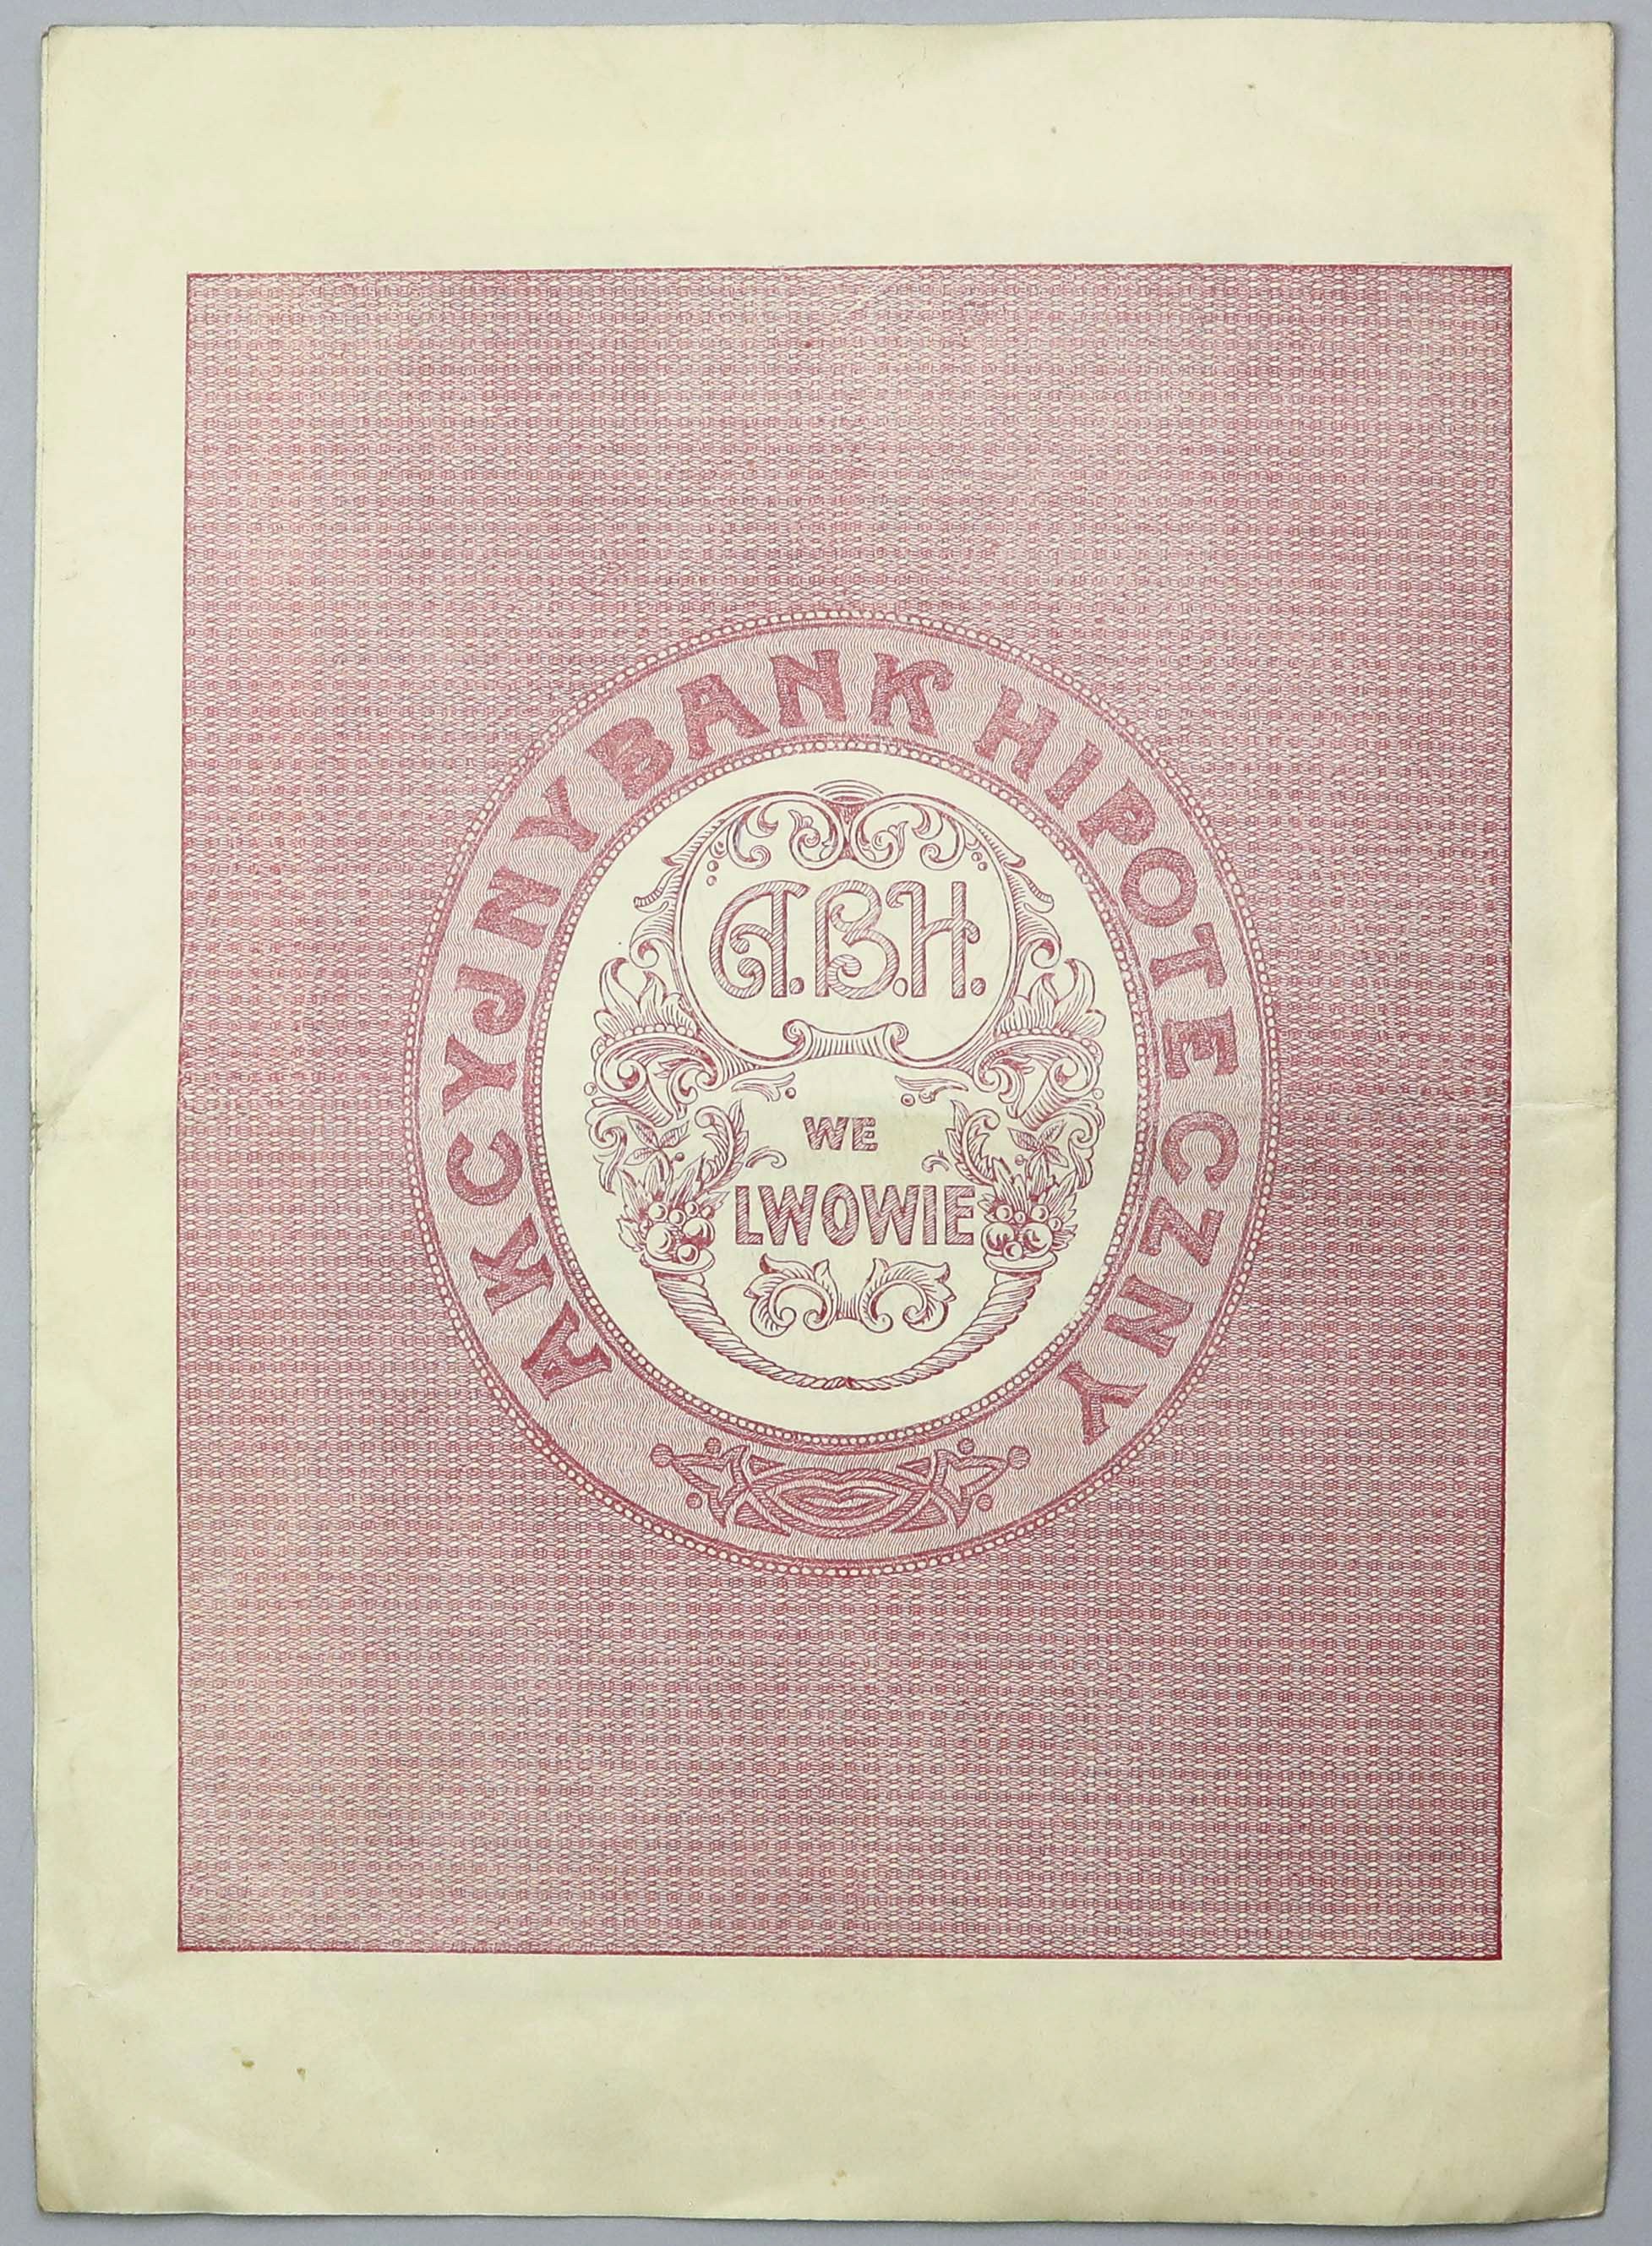 AKCYJNY BANK HIPOTECZNY
A.B.H.
WE
LWOWIE